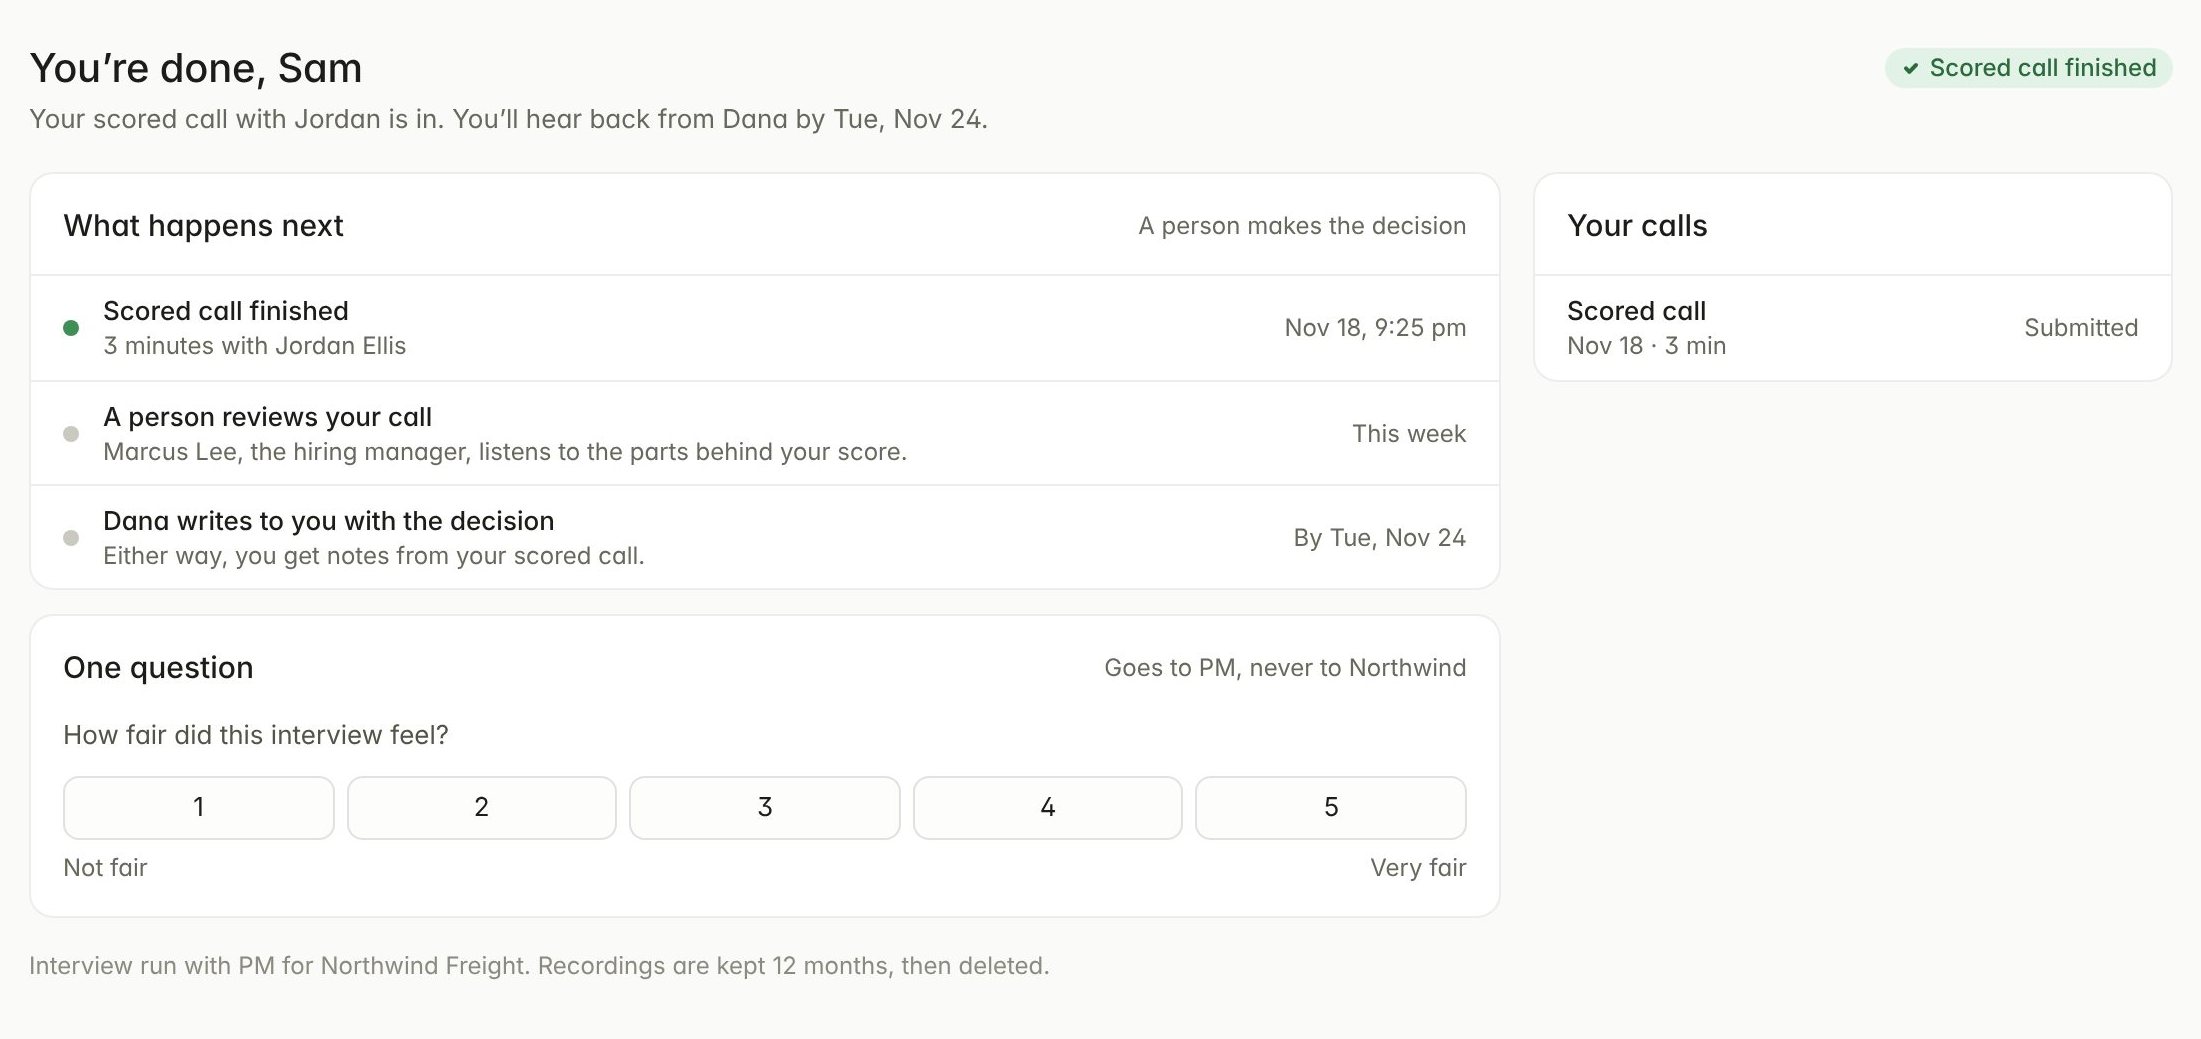 You’re done, Sam
✓ Scored call finished
Your scored call with Jordan is in. You’ll hear back from Dana by Tue, Nov 24.
What happens next
A person makes the decision
Scored call finished
3 minutes with Jordan Ellis
Nov 18, 9:25 pm
A person reviews your call
Marcus Lee, the hiring manager, listens to the parts behind your score.
This week
Dana writes to you with the decision
Either way, you get notes from your scored call.
By Tue, Nov 24
Your calls
Scored call
Nov 18 · 3 min
Submitted
One question
Goes to PM, never to Northwind
How fair did this interview feel?
1 2 3 4 5
Not fair
Very fair
Interview run with PM for Northwind Freight. Recordings are kept 12 months, then deleted.